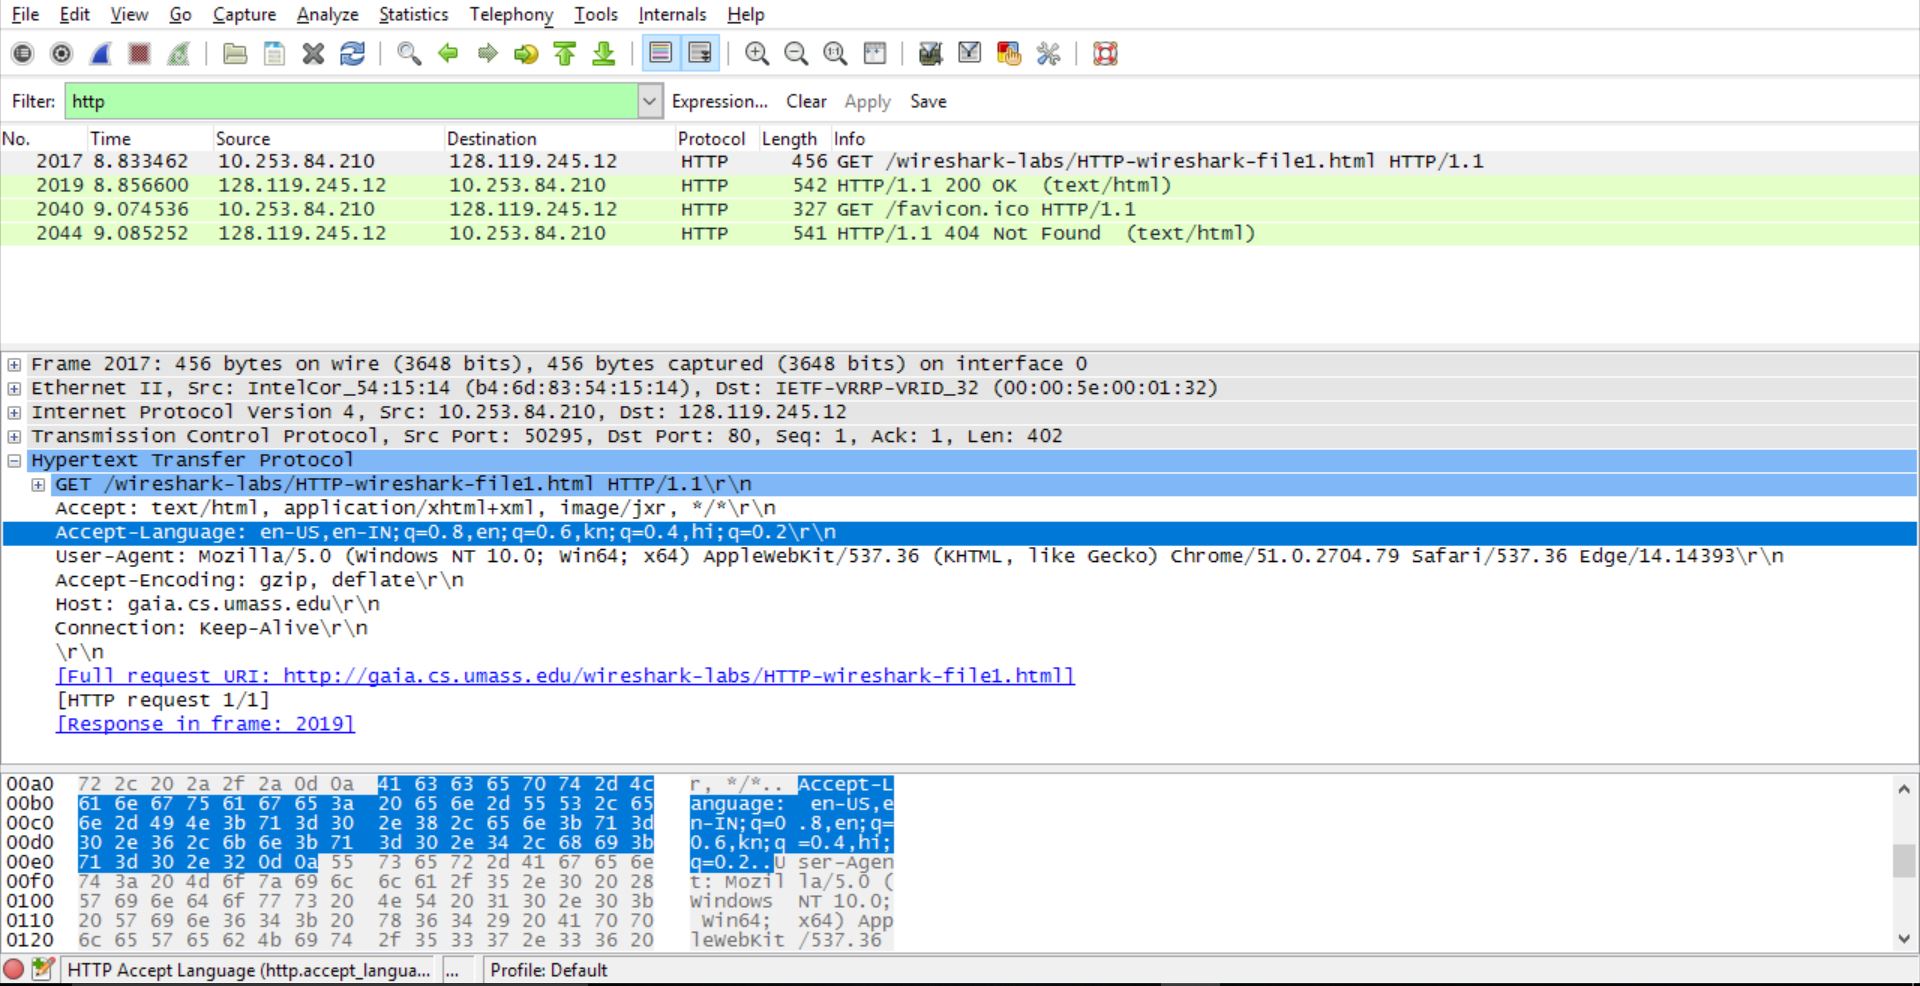 File Edit View Go Capture Analyze Statistics Telephony Tools Internals Help
Filter: http Expression... Clear Apply Save
No. Time Source Destination Protocol Length Info
2017 8.833462 10.253.84.210 128.119.245.12 HTTP 456 GET /wireshark-labs/HTTP-wireshark-file1.html HTTP/1.1
2019 8.856600 128.119.245.12 10.253.84.210 HTTP 542 HTTP/1.1 200 OK (text/html)
2040 9.074536 10.253.84.210 128.119.245.12 HTTP 327 GET /favicon.ico HTTP/1.1
2044 9.085252 128.119.245.12 10.253.84.210 HTTP 541 HTTP/1.1 404 Not Found (text/html)
Frame 2017: 456 bytes on wire (3648 bits), 456 bytes captured (3648 bits) on interface 0
Ethernet II, Src: IntelCor_54:15:14 (b4:6d:83:54:15:14), Dst: IETF-VRRP-VRID_32 (00:00:5e:00:01:32)
Internet Protocol Version 4, Src: 10.253.84.210, Dst: 128.119.245.12
Transmission Control Protocol, Src Port: 50295, Dst Port: 80, Seq: 1, Ack: 1, Len: 402
Hypertext Transfer Protocol
GET /wireshark-labs/HTTP-wireshark-file1.html HTTP/1.1\r\n
Accept: text/html, application/xhtml+xml, image/jxr, */*\r\n
Accept-Language: en-US,en-IN;q=0.8,en;q=0.6,kn;q=0.4,hi;q=0.2\r\n
User-Agent: Mozilla/5.0 (Windows NT 10.0; Win64; x64) AppleWebKit/537.36 (KHTML, like Gecko) Chrome/51.0.2704.79 Safari/537.36 Edge/14.14393\r\n
Accept-Encoding: gzip, deflate\r\n
Host: gaia.cs.umass.edu\r\n
Connection: Keep-Alive\r\n
\r\n
[Full request URI: http://gaia.cs.umass.edu/wireshark-labs/HTTP-wireshark-file1.html]
[HTTP request 1/1]
[Response in frame: 2019]
00a0 72 2c 20 2a 2f 2a 0d 0a 41 63 63 65 70 74 2d 4c r, */*.. Accept-L
00b0 61 6e 67 75 61 67 65 3a 20 65 6e 2d 55 53 2c 65 anguage: en-US,e
00c0 6e 2d 49 4e 3b 71 3d 30 2e 38 2c 65 6e 3b 71 3d n-IN;q=0 .8,en;q=
00d0 30 2e 36 2c 6b 6e 3b 71 3d 30 2e 34 2c 68 69 3b 0.6,kn;q =0.4,hi;
00e0 71 3d 30 2e 32 0d 0a 55 73 65 72 2d 41 67 65 6e q=0.2..U ser-Agen
00f0 74 3a 20 4d 6f 7a 69 6c 6c 61 2f 35 2e 30 20 28 t: Mozil la/5.0 (
0100 57 69 6e 64 6f 77 73 20 4e 54 20 31 30 2e 30 3b Windows NT 10.0;
0110 20 57 69 6e 36 34 3b 20 78 36 34 29 20 41 70 70 Win64; x64) App
0120 6c 65 57 65 62 4b 69 74 2f 35 33 37 2e 33 36 20 leWebKit /537.36
HTTP Accept Language (http.accept_langua... ... Profile: Default